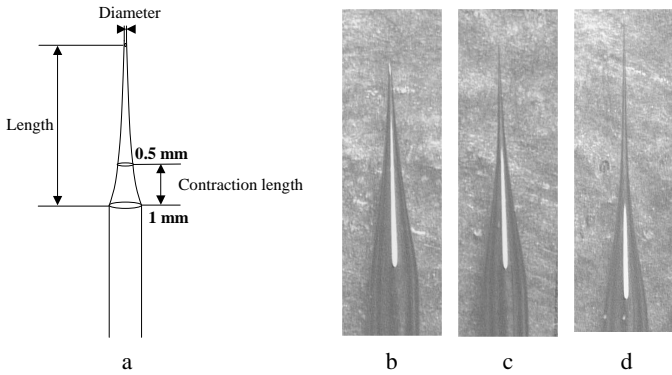 Diameter
Length
0.5 mm
Contraction length
1 mm
a
b
c
d